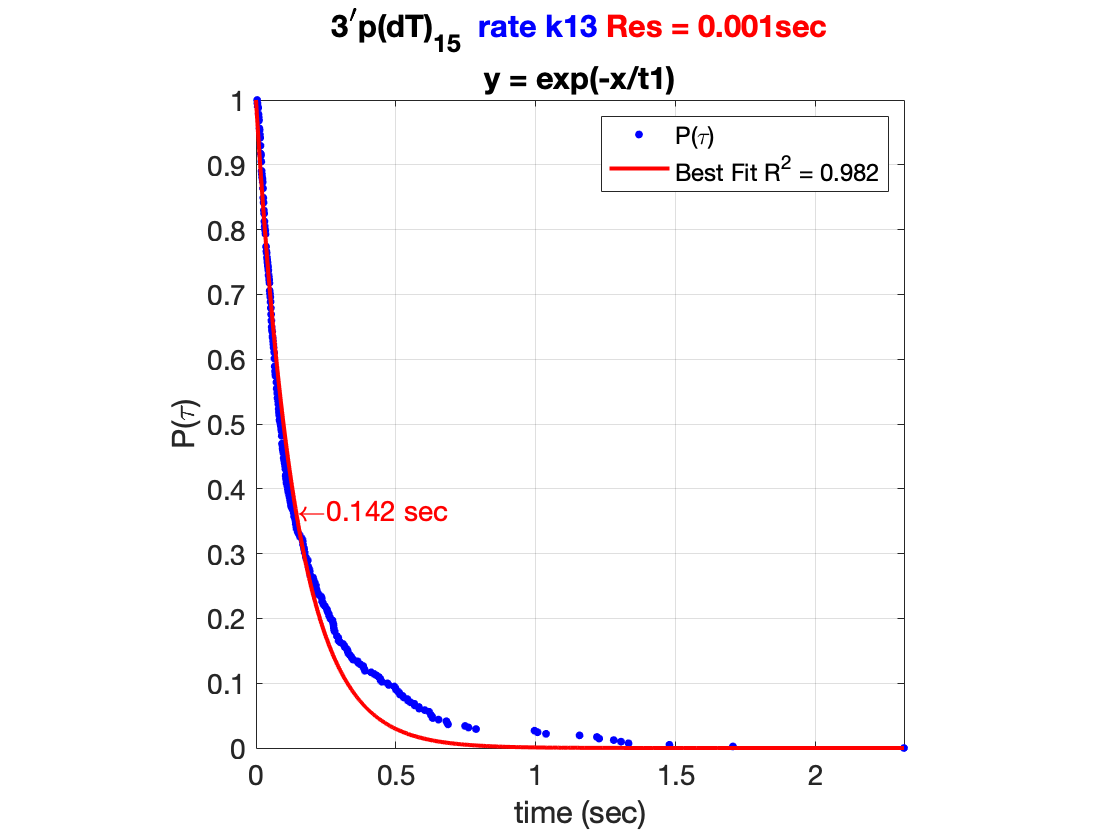 3′p(dT)15 rate k13 Res = 0.001sec
y = exp(-x/t1)
P(τ)
Best Fit R2 = 0.982
1
0.9
0.8
0.7
0.6
0.5
0.4
0.3
0.2
0.1
0
P(τ)
←0.142 sec
0 0.5 1 1.5 2
time (sec)